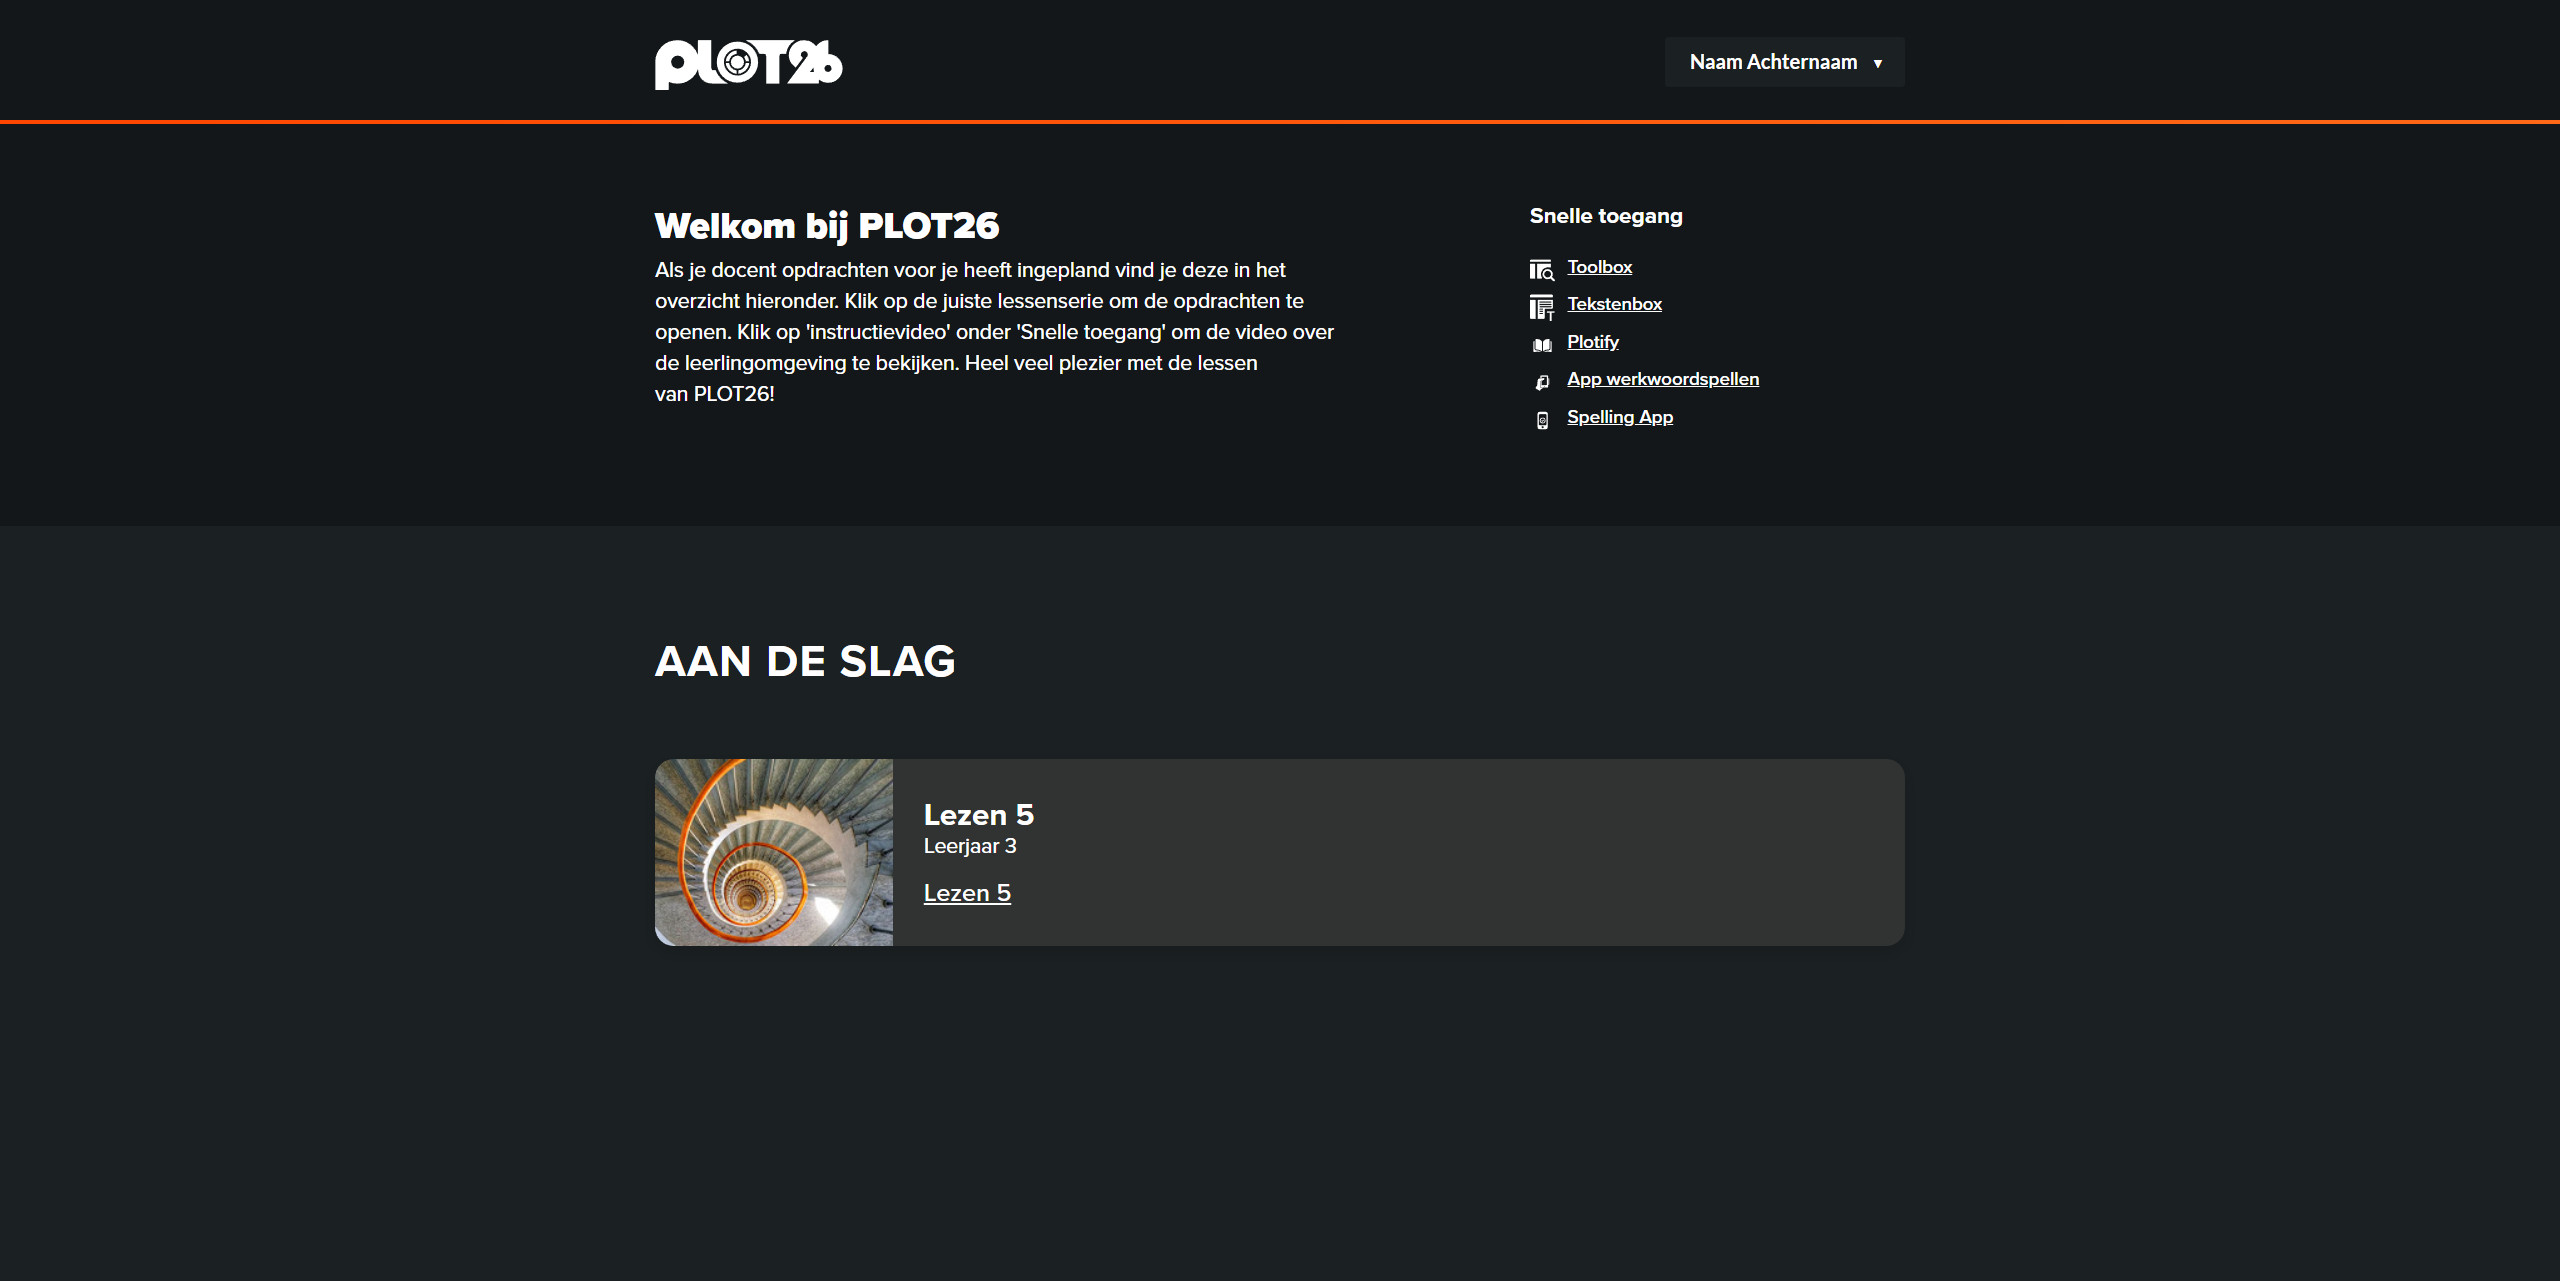 PLOT26
Naam Achternaam ▼
Welkom bij PLOT26
Als je docent opdrachten voor je heeft ingepland vind je deze in het
overzicht hieronder. Klik op de juiste lessenserie om de opdrachten te
openen. Klik op 'instructievideo' onder 'Snelle toegang' om de video over
de leerlingomgeving te bekijken. Heel veel plezier met de lessen
van PLOT26!
Snelle toegang
Toolbox
Tekstenbox
Plotify
App werkwoordspellen
Spelling App
AAN DE SLAG
Lezen 5
Leerjaar 3
Lezen 5